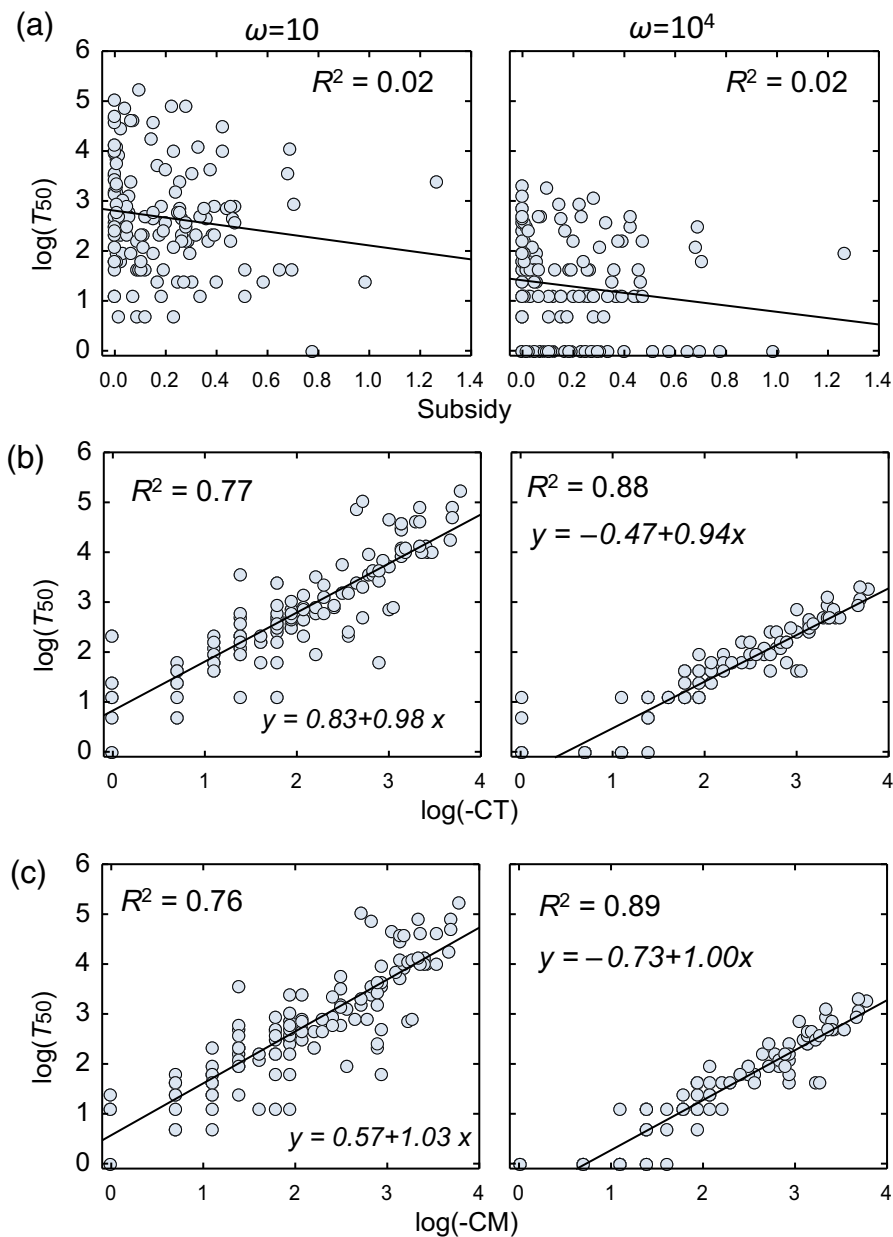 (a)
ω=10
ω=10⁴
6
5
4
3
2
1
0
log(T50)
R² = 0.02
R² = 0.02
0.0 0.2 0.4 0.6 0.8 1.0 1.2 1.4
0.0 0.2 0.4 0.6 0.8 1.0 1.2 1.4
Subsidy
(b)
6
5
4
3
2
1
0
log(T50)
R² = 0.77
y = 0.83+0.98 x
R² = 0.88
y = −0.47+0.94x
0 1 2 3 4
0 1 2 3 4
log(-CT)
(c)
6
5
4
3
2
1
0
log(T50)
R² = 0.76
y = 0.57+1.03 x
R² = 0.89
y = −0.73+1.00x
0 1 2 3 4
0 1 2 3 4
log(-CM)